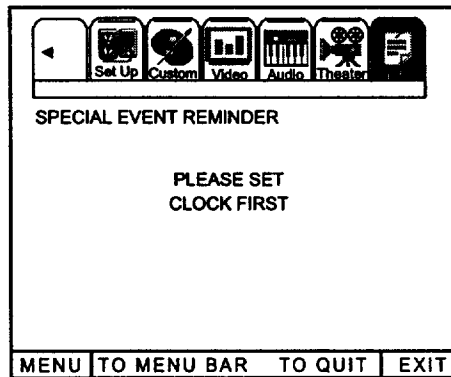 Set Up Custom Video Audio Theater
SPECIAL EVENT REMINDER
PLEASE SET
CLOCK FIRST
MENU TO MENU BAR TO QUIT EXIT